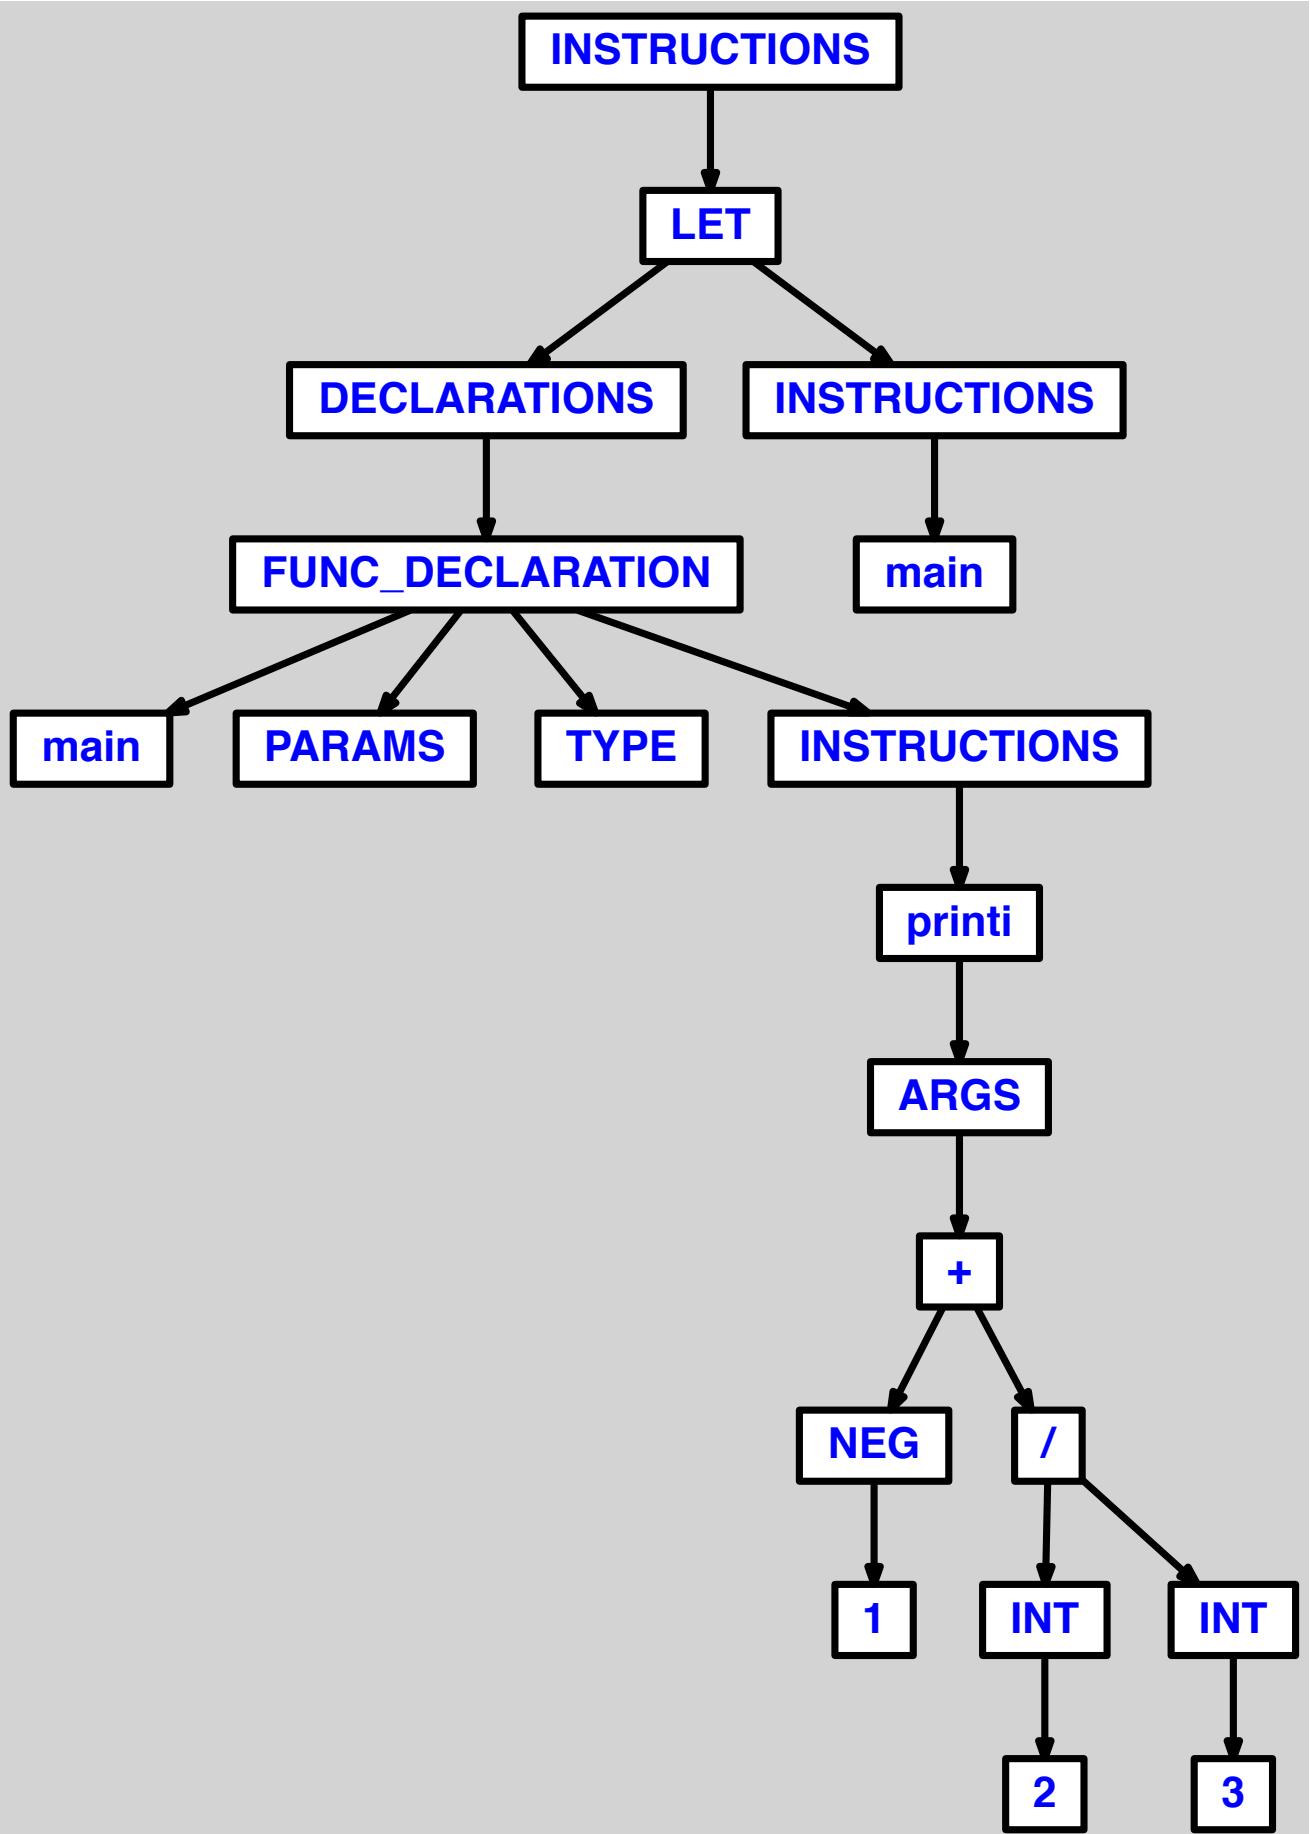 INSTRUCTIONS
LET
DECLARATIONS
INSTRUCTIONS
FUNC_DECLARATION
main
main
PARAMS
TYPE
INSTRUCTIONS
printi
ARGS
+
NEG
/
1
INT
INT
2
3